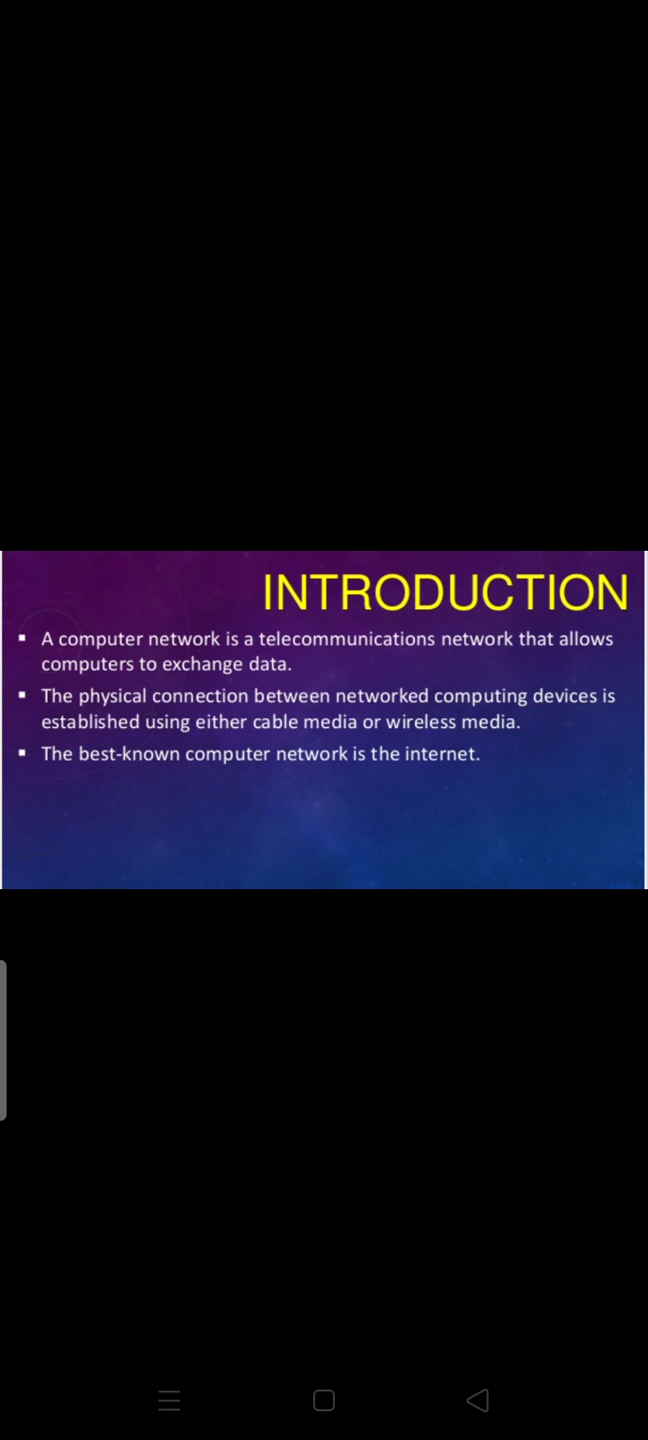 INTRODUCTION
▪ A computer network is a telecommunications network that allows
computers to exchange data.
▪ The physical connection between networked computing devices is
established using either cable media or wireless media.
▪ The best-known computer network is the internet.